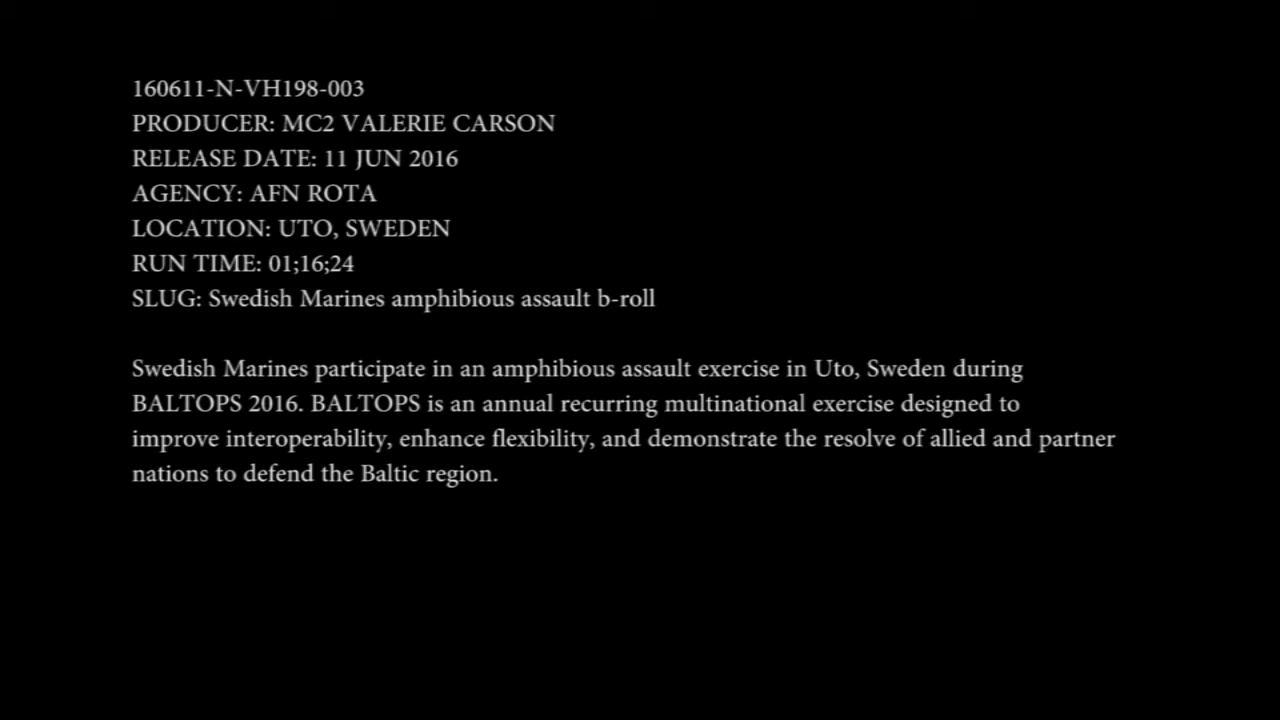 160611-N-VH198-003
PRODUCER: MC2 VALERIE CARSON
RELEASE DATE: 11 JUN 2016
AGENCY: AFN ROTA
LOCATION: UTO, SWEDEN
RUN TIME: 01;16;24
SLUG: Swedish Marines amphibious assault b-roll
Swedish Marines participate in an amphibious assault exercise in Uto, Sweden during
BALTOPS 2016. BALTOPS is an annual recurring multinational exercise designed to
improve interoperability, enhance flexibility, and demonstrate the resolve of allied and partner
nations to defend the Baltic region.